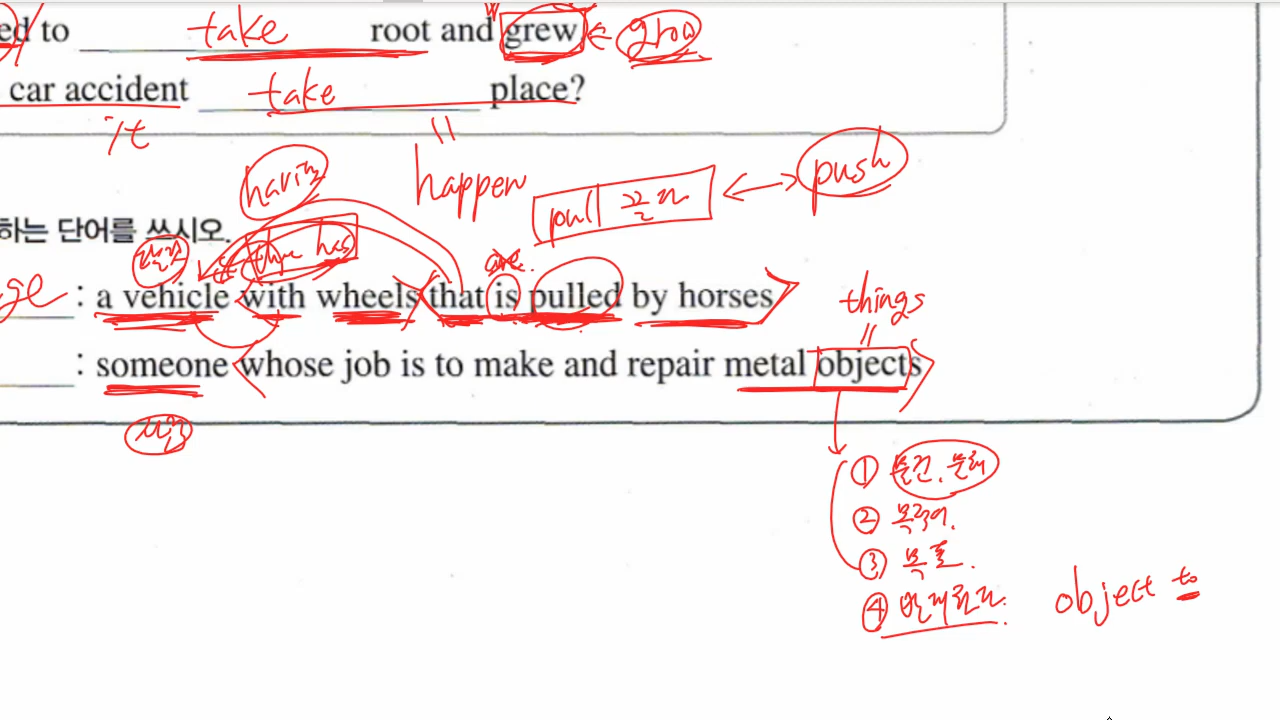 ed to take root and grew ← grow
car accident take place?
it
happen
having
pull 끌다 ↔ push
하는 단어를 쓰시오.
that has
are
ge : a vehicle with wheels that is pulled by horses
things
: someone whose job is to make and repair metal objects
사람
① 물건, 물체
② 목적어.
③ 목표.
④ 반대한다. object to